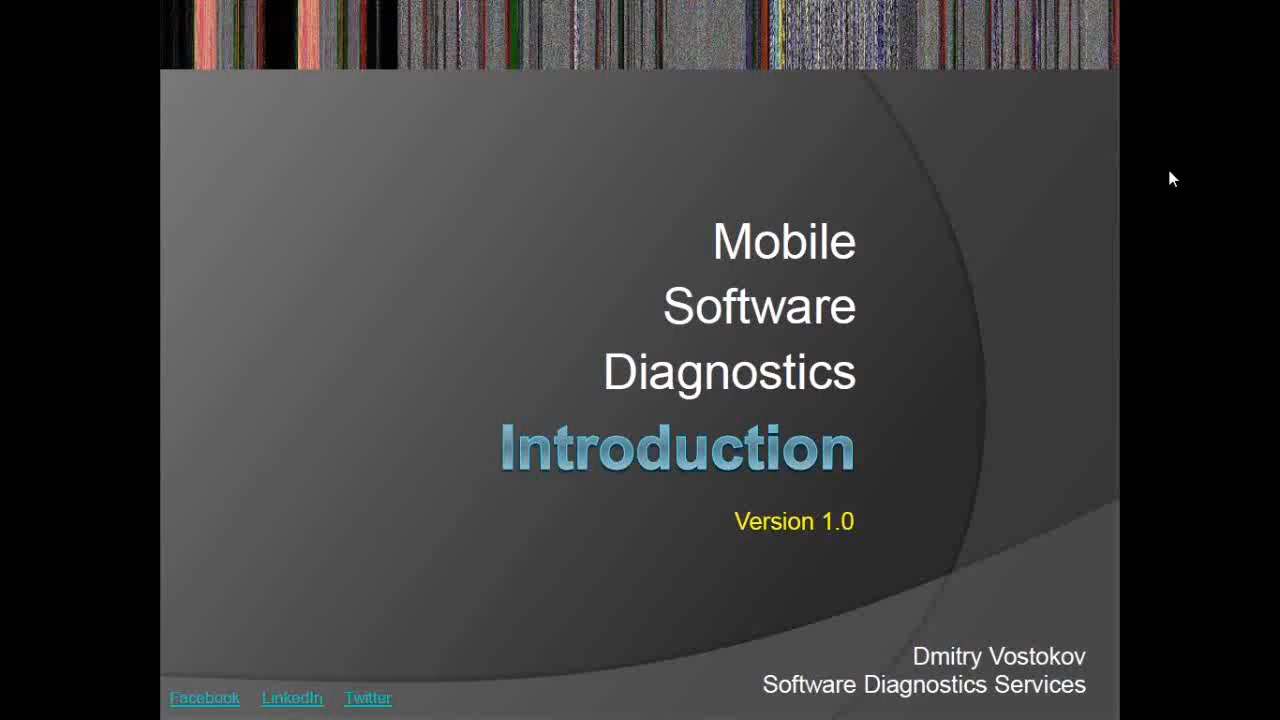 Mobile
Software
Diagnostics
Introduction
Version 1.0
Dmitry Vostokov
Software Diagnostics Services
Facebook LinkedIn Twitter